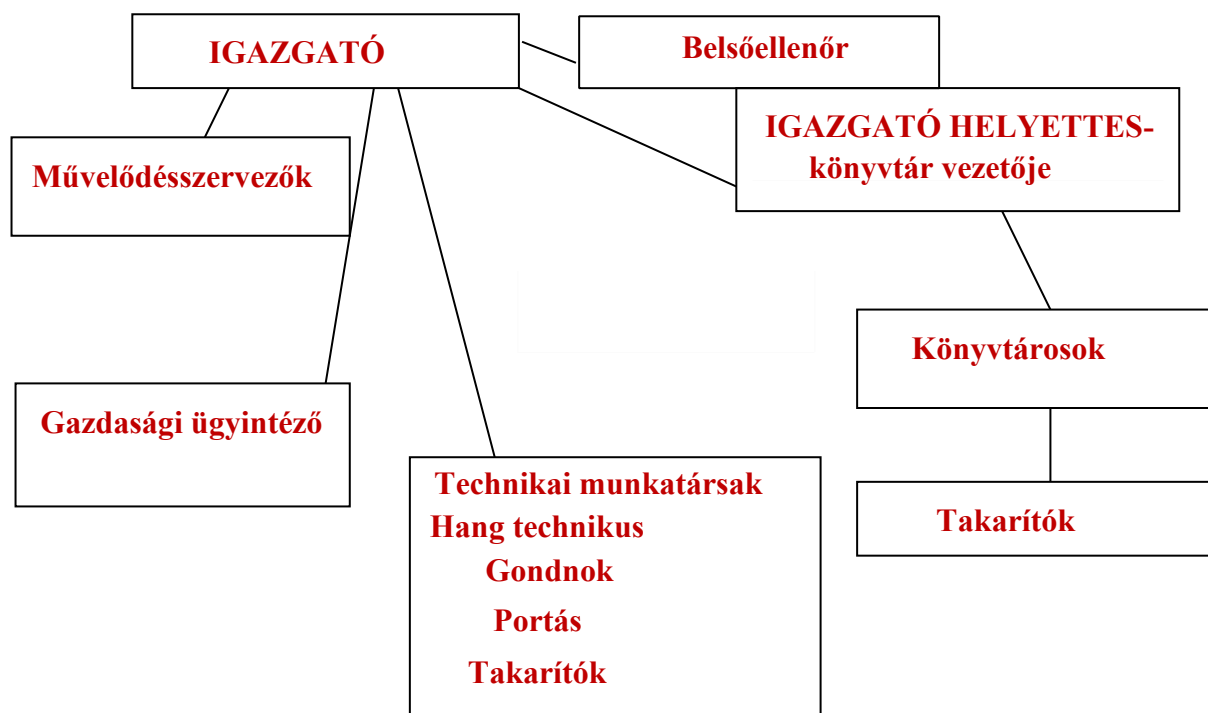 IGAZGATÓ
Belsőellenőr
IGAZGATÓ HELYETTES-
könyvtár vezetője
Művelődésszervezők
Könyvtárosok
Gazdasági ügyintéző
Technikai munkatársak
Hang technikus
Gondnok
Portás
Takarítók
Takarítók